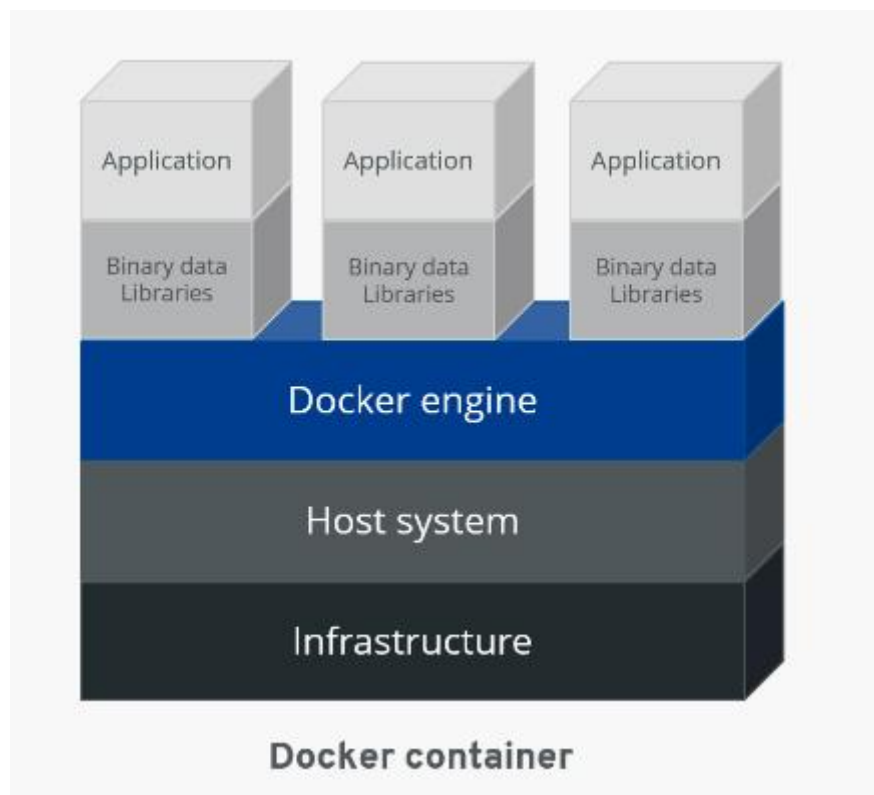 Application
Application
Application
Binary data
Libraries
Binary data
Libraries
Binary data
Libraries
Docker engine
Host system
Infrastructure
Docker container